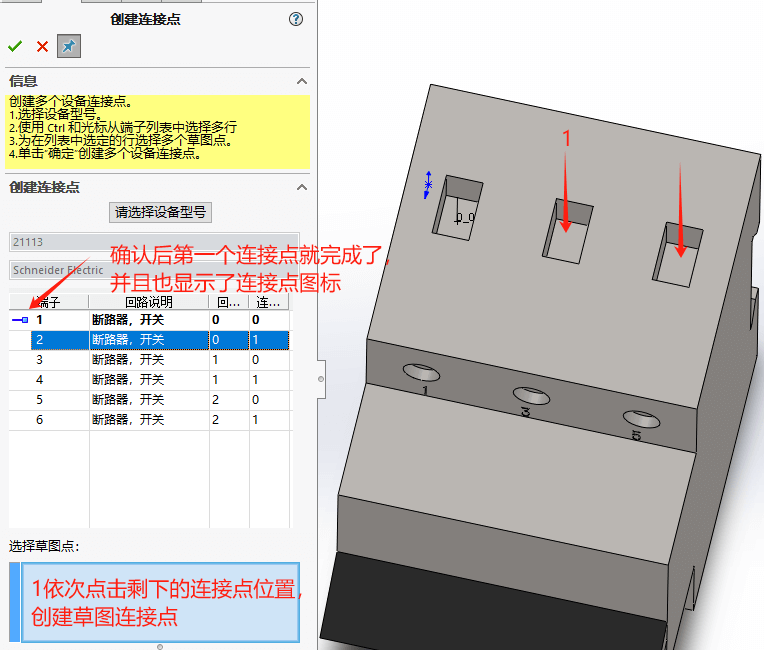 创建连接点
信息
创建多个设备连接点。
1.选择设备型号。
2.使用 Ctrl 和光标从端子列表中选择多行
3.为在列表中选定的行选择多个草图点。
4.单击“确定”创建多个设备连接点。
创建连接点
请选择设备型号
21113
Schneider Electric
确认后第一个连接点就完成了,
并且也显示了连接点图标
端子 回路说明 回... 连...
1 断路器，开关 0 0
2 断路器，开关 0 1
3 断路器，开关 1 0
4 断路器，开关 1 1
5 断路器，开关 2 0
6 断路器，开关 2 1
选择草图点:
1依次点击剩下的连接点位置,
创建草图连接点
1
0_0
1
3
5